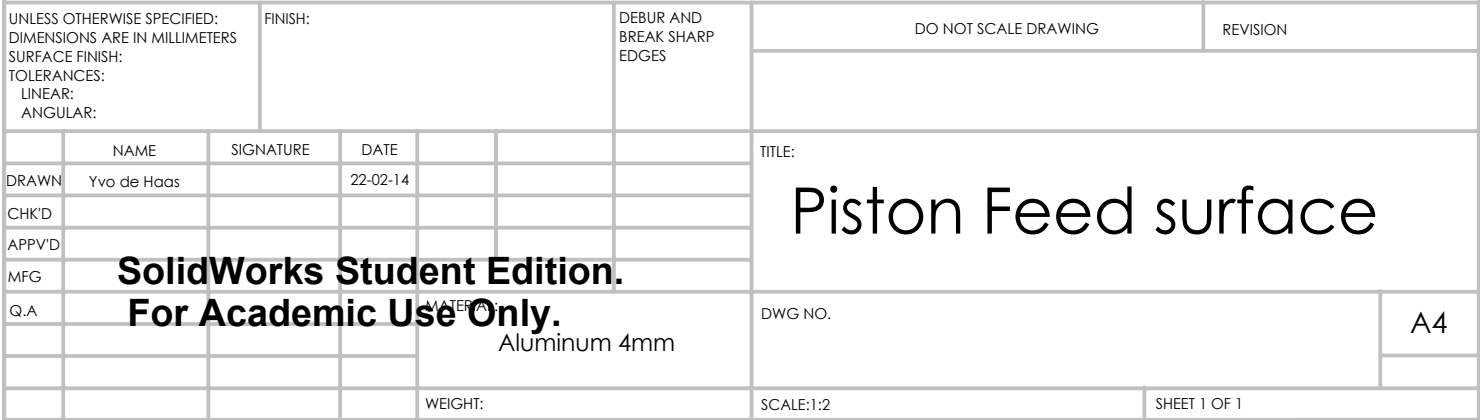 UNLESS OTHERWISE SPECIFIED:
DIMENSIONS ARE IN MILLIMETERS
SURFACE FINISH:
TOLERANCES:
LINEAR:
ANGULAR:
FINISH:
DEBUR AND
BREAK SHARP
EDGES
DO NOT SCALE DRAWING
REVISION
NAME
SIGNATURE
DATE
DRAWN
Yvo de Haas
22-02-14
CHK'D
APPV'D
MFG
Q.A
SolidWorks Student Edition.
For Academic Use Only.
MATERIAL:
Aluminum 4mm
WEIGHT:
TITLE:
Piston Feed surface
DWG NO.
A4
SCALE:1:2
SHEET 1 OF 1